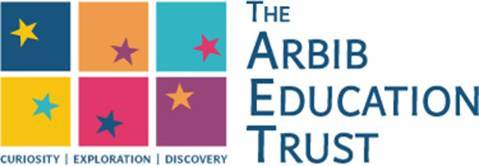 THE
ARBIB
EDUCATION
TRUST
CURIOSITY | EXPLORATION | DISCOVERY